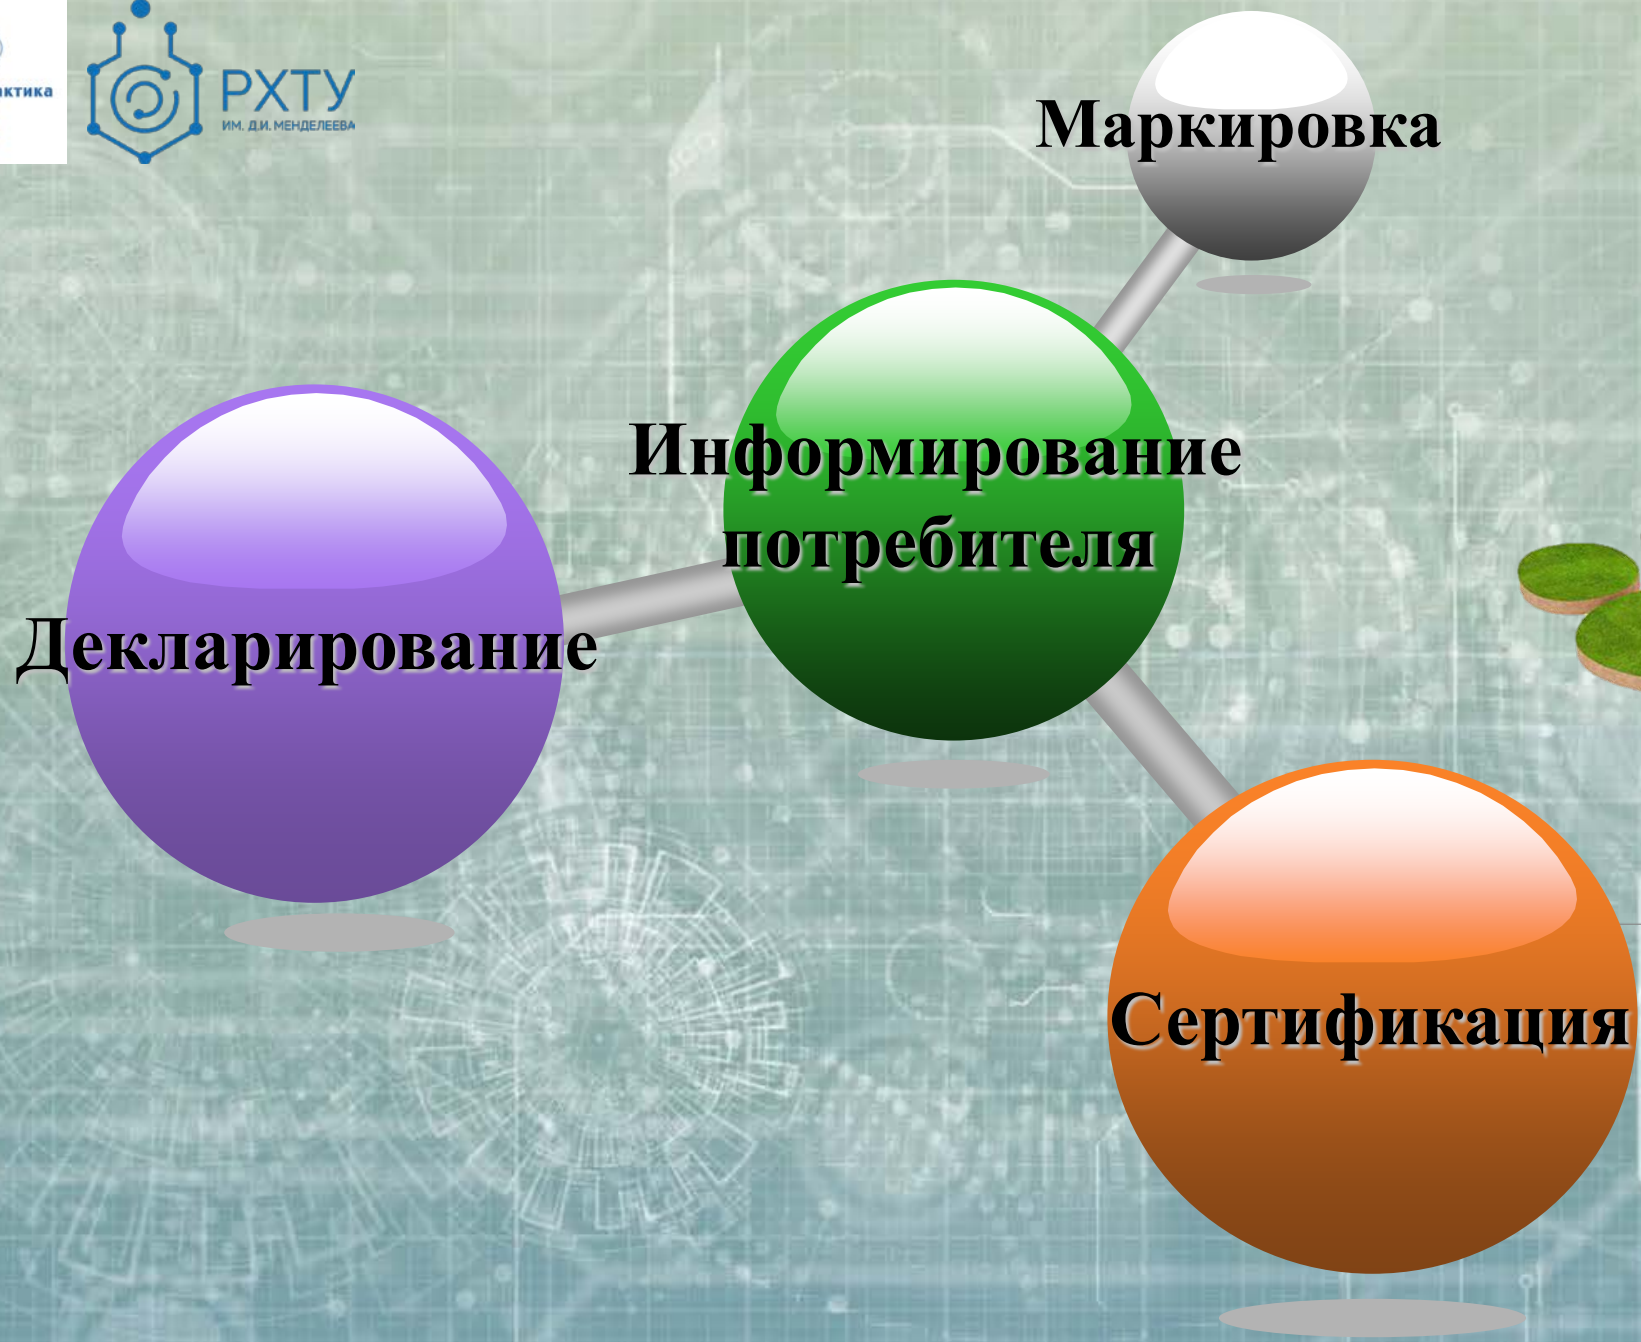 РХТУ
ИМ. Д.И. МЕНДЕЛЕЕВА
Маркировка
Информирование
потребителя
Декларирование
Сертификация